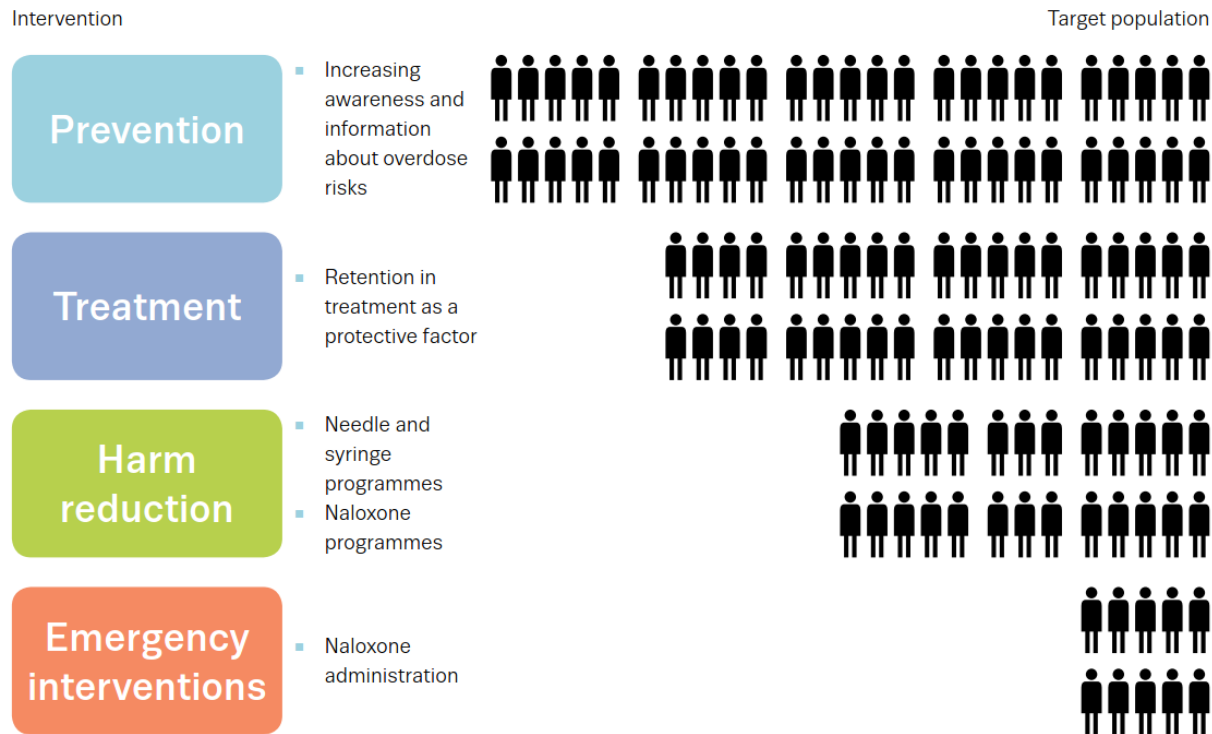 Intervention
Target population
Prevention
Increasing
awareness and
information
about overdose
risks
Treatment
Retention in
treatment as a
protective factor
Harm
reduction
Needle and
syringe
programmes
Naloxone
programmes
Emergency
interventions
Naloxone
administration